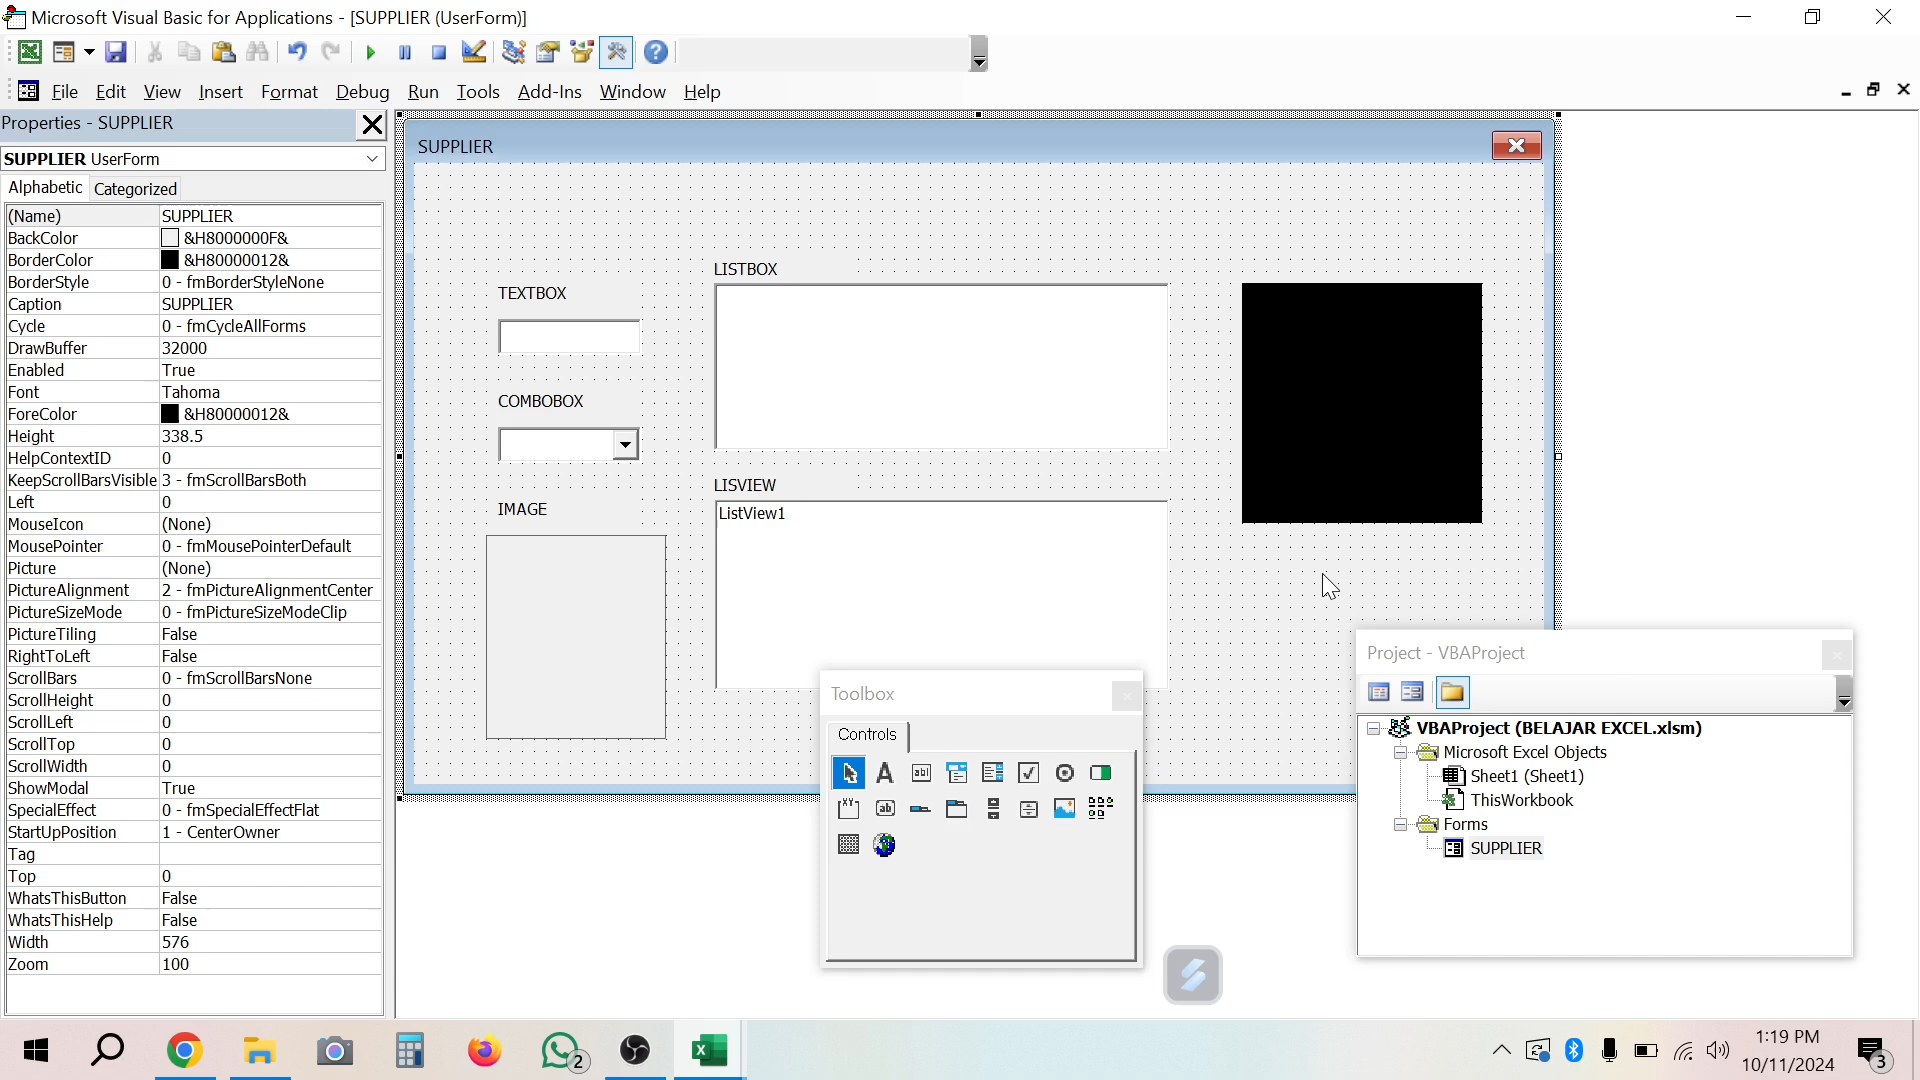 Microsoft Visual Basic for Applications - [SUPPLIER (UserForm)]
File Edit View Insert Format Debug Run Tools Add-Ins Window Help
Properties - SUPPLIER
SUPPLIER UserForm
Alphabetic Categorized
(Name) SUPPLIER
BackColor &H8000000F&
BorderColor &H80000012&
BorderStyle 0 - fmBorderStyleNone
Caption SUPPLIER
Cycle 0 - fmCycleAllForms
DrawBuffer 32000
Enabled True
Font Tahoma
ForeColor &H80000012&
Height 338.5
HelpContextID 0
KeepScrollBarsVisible 3 - fmScrollBarsBoth
Left 0
MouseIcon (None)
MousePointer 0 - fmMousePointerDefault
Picture (None)
PictureAlignment 2 - fmPictureAlignmentCenter
PictureSizeMode 0 - fmPictureSizeModeClip
PictureTiling False
RightToLeft False
ScrollBars 0 - fmScrollBarsNone
ScrollHeight 0
ScrollLeft 0
ScrollTop 0
ScrollWidth 0
ShowModal True
SpecialEffect 0 - fmSpecialEffectFlat
StartUpPosition 1 - CenterOwner
Tag
Top 0
WhatsThisButton False
WhatsThisHelp False
Width 576
Zoom 100
SUPPLIER
TEXTBOX
COMBOBOX
IMAGE
LISTBOX
LISVIEW
ListView1
Toolbox
Controls
Project - VBAProject
VBAProject (BELAJAR EXCEL.xlsm)
Microsoft Excel Objects
Sheet1 (Sheet1)
ThisWorkbook
Forms
SUPPLIER
2
1:19 PM
10/11/2024
3